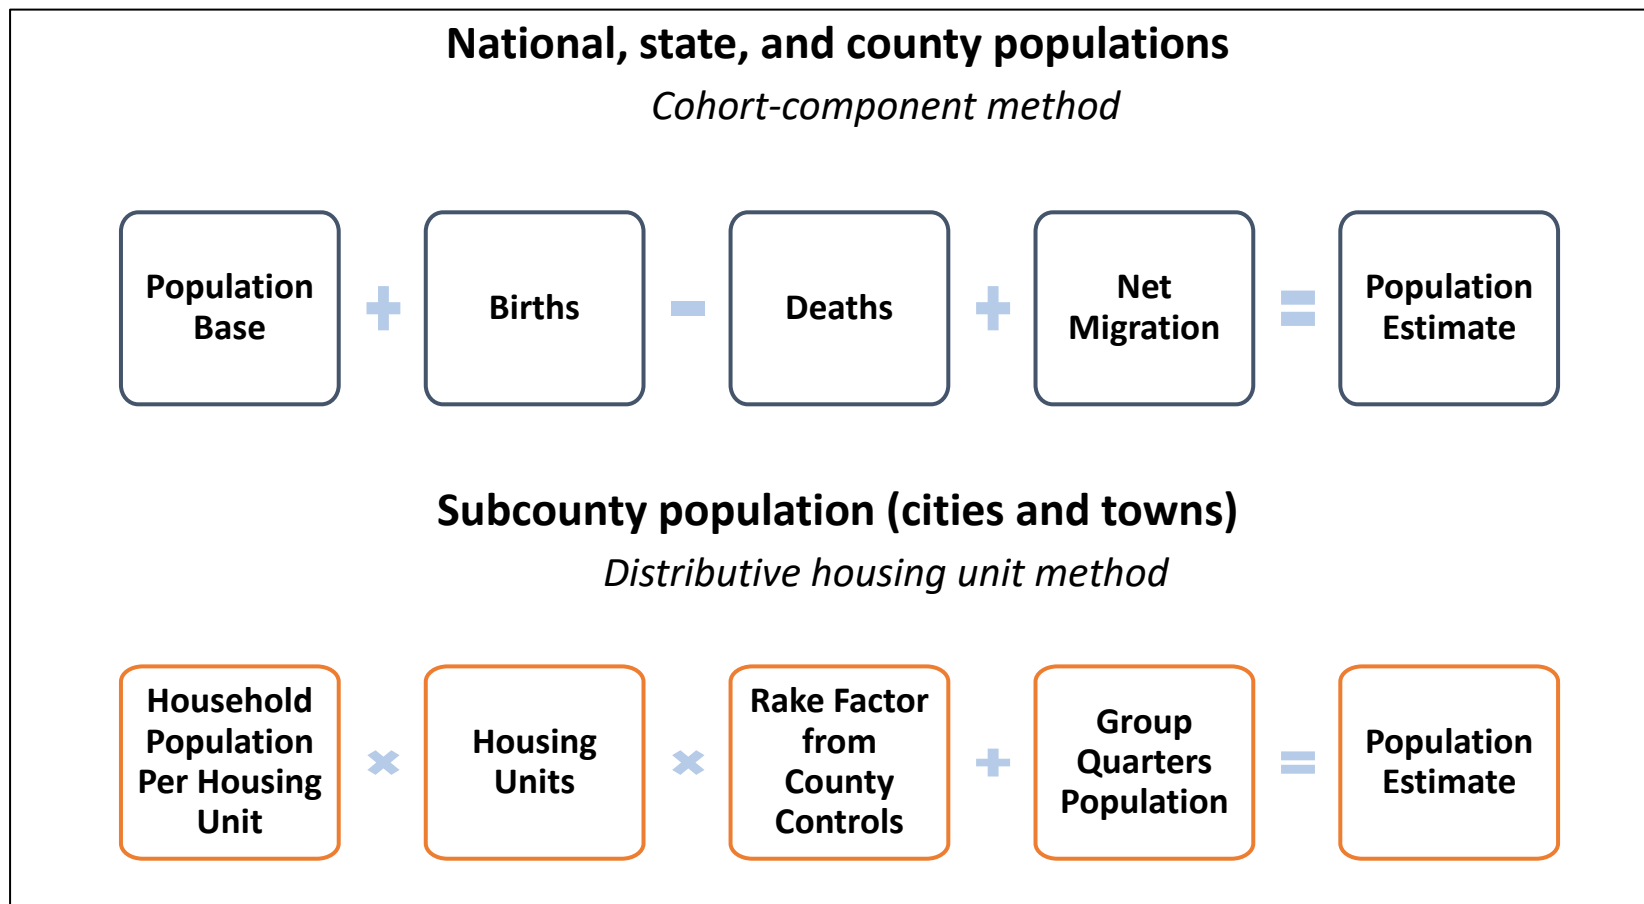 National, state, and county populations
Cohort-component method
Population
Base
+
Births
-
Deaths
+
Net
Migration
=
Population
Estimate
Subcounty population (cities and towns)
Distributive housing unit method
Household
Population
Per Housing
Unit
×
Housing
Units
×
Rake Factor
from
County
Controls
+
Group
Quarters
Population
=
Population
Estimate